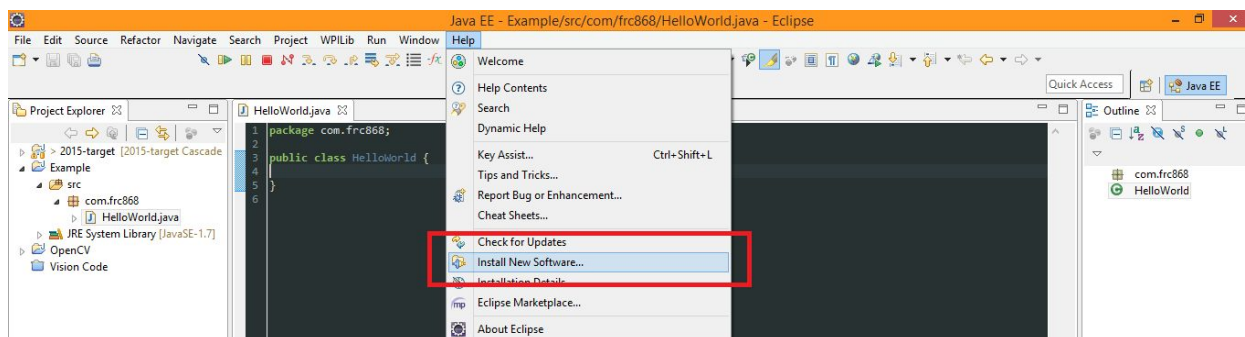 Java EE - Example/src/com/frc868/HelloWorld.java - Eclipse
File Edit Source Refactor Navigate Search Project WPILib Run Window Help
Quick Access
Java EE
Project Explorer
> 2015-target [2015-target Cascade
Example
src
com.frc868
HelloWorld.java
JRE System Library [JavaSE-1.7]
OpenCV
Vision Code
HelloWorld.java
1 package com.frc868;
2
3 public class HelloWorld {
4
5 }
6
Welcome
Help Contents
Search
Dynamic Help
Key Assist... Ctrl+Shift+L
Tips and Tricks...
Report Bug or Enhancement...
Cheat Sheets...
Check for Updates
Install New Software...
Installation Details
Eclipse Marketplace...
About Eclipse
Outline
com.frc868
HelloWorld